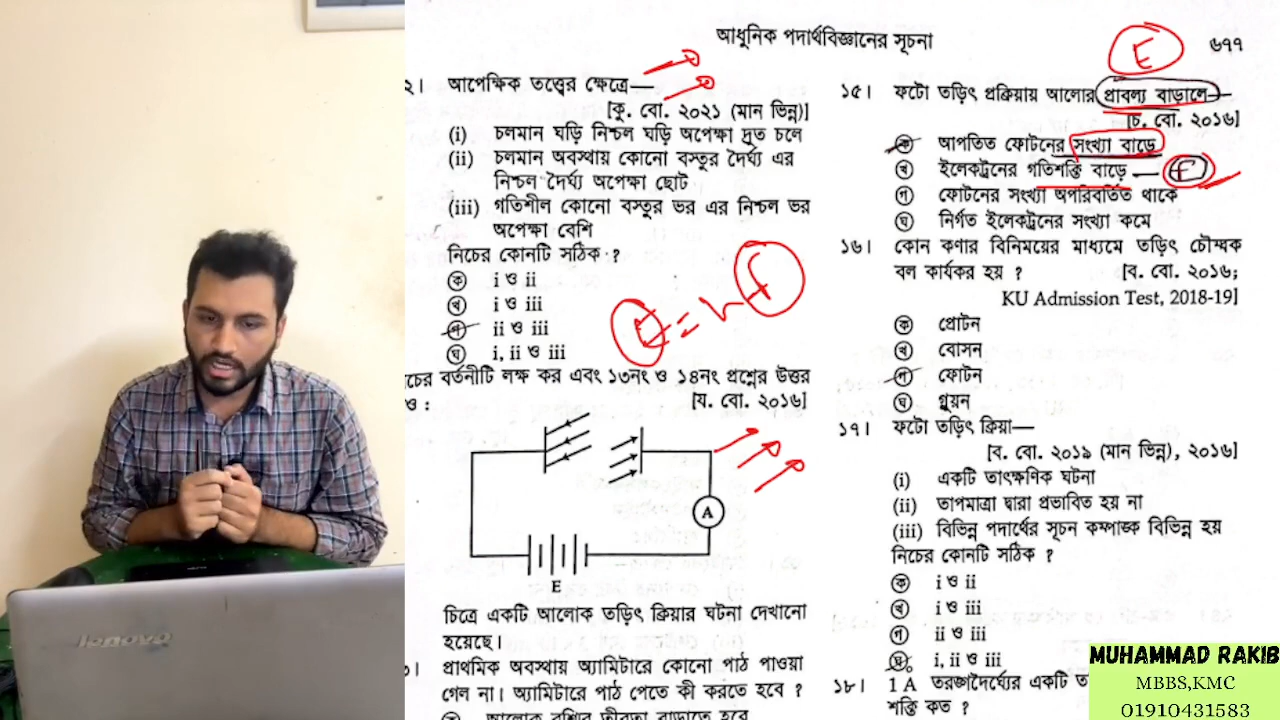 আধুনিক পদার্থবিজ্ঞানের সূচনা
৬৭৭
E
২। আপেক্ষিক তত্ত্বের ক্ষেত্রে—
[কু. বো. ২০২১ (মান ভিন্ন)]
(i) চলমান ঘড়ি নিশ্চল ঘড়ি অপেক্ষা দ্রুত চলে
(ii) চলমান অবস্থায় কোনো বস্তুর দৈর্ঘ্য এর
নিশ্চল দৈর্ঘ্য অপেক্ষা ছোট
(iii) গতিশীল কোনো বস্তুর ভর এর নিশ্চল ভর
অপেক্ষা বেশি
নিচের কোনটি সঠিক ?
ক i ও ii
খ i ও iii
গ ii ও iii
ঘ i, ii ও iii
E = hf
চের বর্তনীটি লক্ষ কর এবং ১৩নং ও ১৪নং প্রশ্নের উত্তর
ও :
[য. বো. ২০১৬]
A
E
চিত্রে একটি আলোক তড়িৎ ক্রিয়ার ঘটনা দেখানো
হয়েছে।
৩। প্রাথমিক অবস্থায় অ্যামিটারে কোনো পাঠ পাওয়া
গেল না। অ্যামিটারে পাঠ পেতে কী করতে হবে ?
আলোক রশ্মির তীব্রতা বাড়াতে হবে
১৫। ফটো তড়িৎ প্রক্রিয়ায় আলোর প্রাবল্য বাড়ালে—
[চ. বো. ২০১৬]
ক আপতিত ফোটনের সংখ্যা বাড়ে
খ ইলেকট্রনের গতিশক্তি বাড়ে — f
গ ফোটনের সংখ্যা অপরিবর্তিত থাকে
ঘ নির্গত ইলেকট্রনের সংখ্যা কমে
১৬। কোন কণার বিনিময়ের মাধ্যমে তড়িৎ চৌম্বক
বল কার্যকর হয় ? [ব. বো. ২০১৬;
KU Admission Test, 2018-19]
ক প্রোটন
খ বোসন
গ ফোটন
ঘ গ্লুয়ন
১৭। ফটো তড়িৎ ক্রিয়া—
[ব. বো. ২০১৯ (মান ভিন্ন), ২০১৬]
(i) একটি তাৎক্ষণিক ঘটনা
(ii) তাপমাত্রা দ্বারা প্রভাবিত হয় না
(iii) বিভিন্ন পদার্থের সূচন কম্পাঙ্ক বিভিন্ন হয়
নিচের কোনটি সঠিক ?
ক i ও ii
খ i ও iii
গ ii ও iii
ঘ i, ii ও iii
১৮। 1 A তরঙ্গদৈর্ঘ্যের একটি
শক্তি কত ?
lenovo
MUHAMMAD RAKIB
MBBS,KMC
01910431583